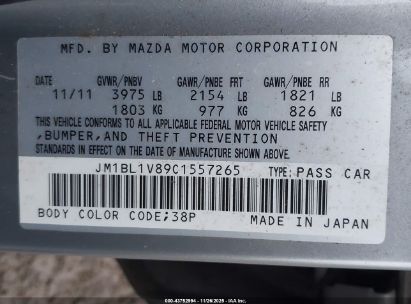 MFD. BY MAZDA MOTOR CORPORATION
DATE GVWR/PNBV GAWR/PNBE FRT GAWR/PNBE RR
11/11 3975 LB 2154 LB 1821 LB
1803 KG 977 KG 826 KG
THIS VEHICLE CONFORMS TO ALL APPLICABLE FEDERAL MOTOR VEHICLE SAFETY
,BUMPER,AND THEFT PREVENTION
STANDARDS IN EFFECT ON THE DATE OF MANUFACTURE SHOWN ABOVE.
JM1BL1V89C1557265 TYPE: PASS CAR
BODY COLOR CODE;38P MADE IN JAPAN